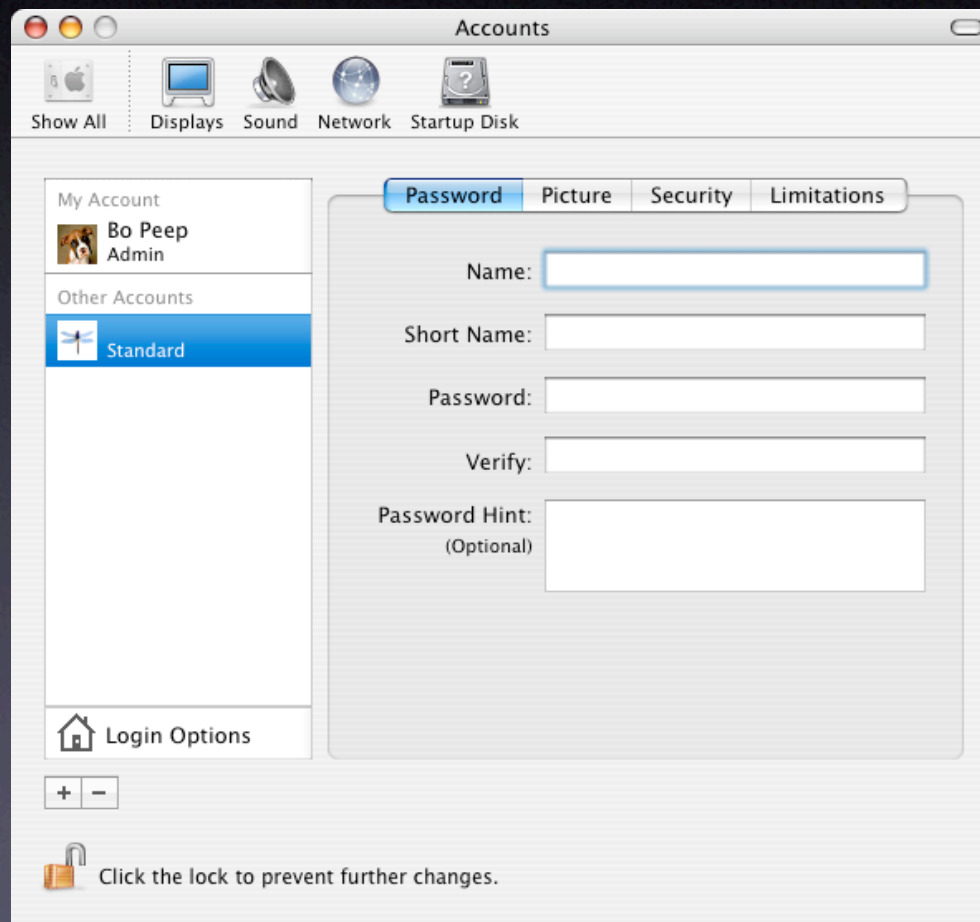 Accounts
Show All Displays Sound Network Startup Disk
My Account
Bo Peep
Admin
Other Accounts
Standard
Login Options
Password Picture Security Limitations
Name:
Short Name:
Password:
Verify:
Password Hint:
(Optional)
+ −
Click the lock to prevent further changes.